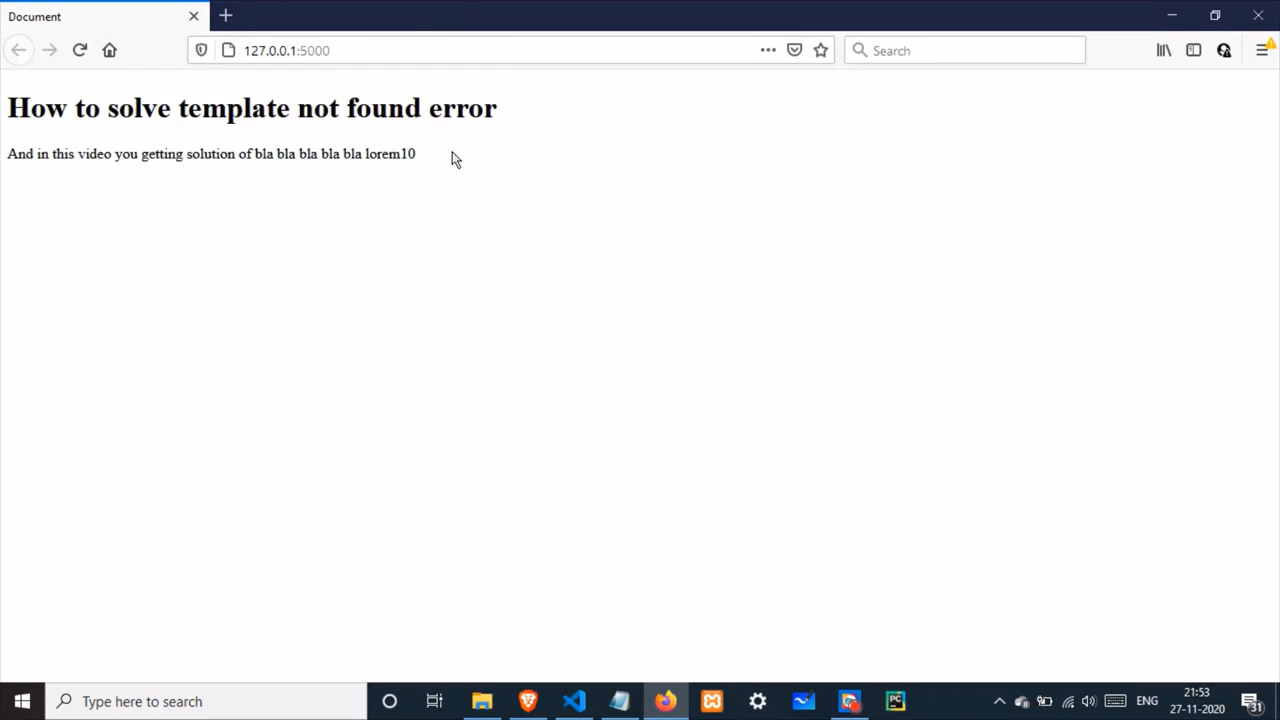 Document
127.0.0.1:5000
Search
How to solve template not found error
And in this video you getting solution of bla bla bla bla bla lorem10
Type here to search
PC
ENG
21:53
27-11-2020
31